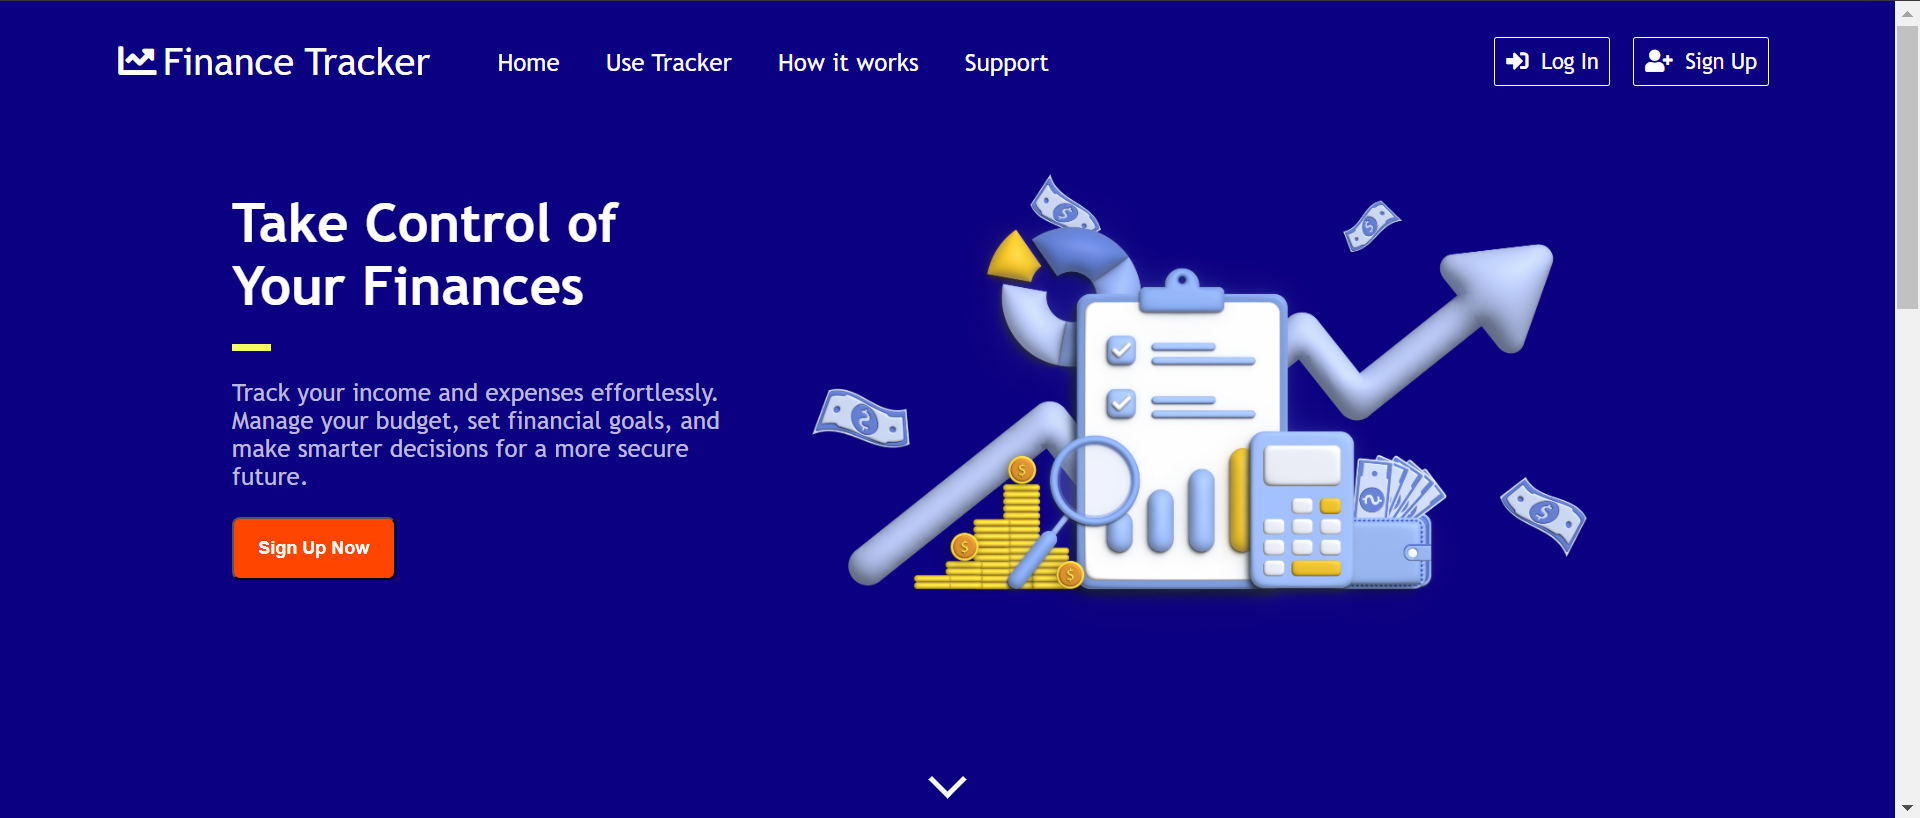 Finance Tracker
Home
Use Tracker
How it works
Support
Log In
Sign Up
Take Control of
Your Finances
Track your income and expenses effortlessly.
Manage your budget, set financial goals, and
make smarter decisions for a more secure
future.
Sign Up Now